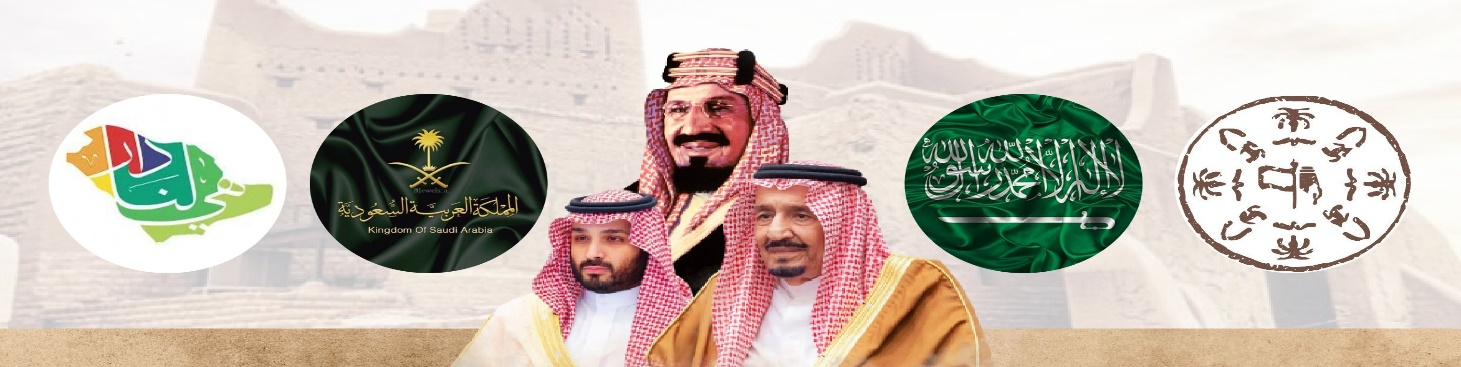 هي لنا دار
المملكة العربية السعودية
Kingdom Of Saudi Arabia
لا إله إلا الله محمد رسول الله